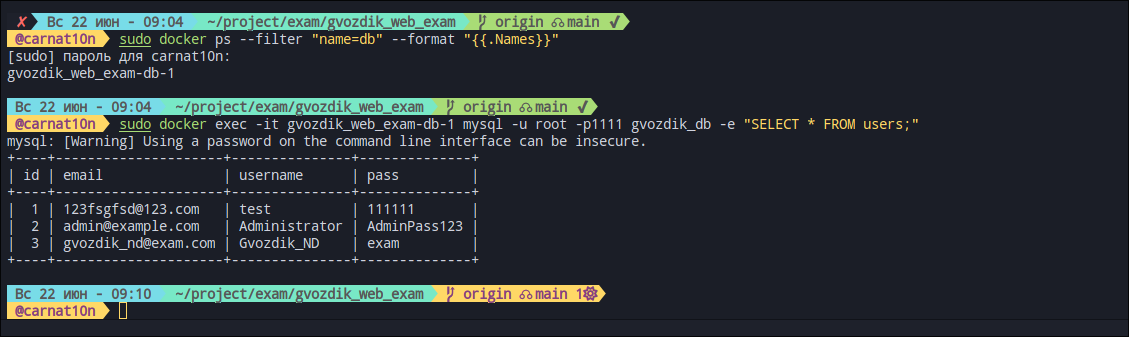 ✗ Вс 22 июн - 09:04 ~/project/exam/gvozdik_web_exam origin main ✓
@carnat10n sudo docker ps --filter "name=db" --format "{{.Names}}"
[sudo] пароль для carnat10n:
gvozdik_web_exam-db-1
Вс 22 июн - 09:04 ~/project/exam/gvozdik_web_exam origin main ✓
@carnat10n sudo docker exec -it gvozdik_web_exam-db-1 mysql -u root -p1111 gvozdik_db -e "SELECT * FROM users;"
mysql: [Warning] Using a password on the command line interface can be insecure.
+----+--------------------+---------------+--------------+
| id | email              | username      | pass         |
+----+--------------------+---------------+--------------+
|  1 | 123fsgfsd@123.com  | test          | 111111       |
|  2 | admin@example.com  | Administrator | AdminPass123 |
|  3 | gvozdik_nd@exam.com | Gvozdik_ND    | exam         |
+----+--------------------+---------------+--------------+
Вс 22 июн - 09:10 ~/project/exam/gvozdik_web_exam origin main 1
@carnat10n